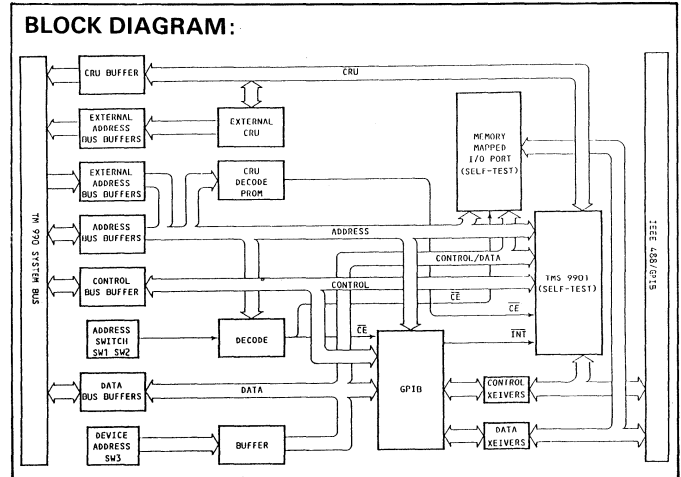 BLOCK DIAGRAM:
CRU BUFFER
CRU
EXTERNAL
ADDRESS
BUS BUFFERS
EXTERNAL
CRU
MEMORY
MAPPED
I/O PORT
(SELF-TEST)
EXTERNAL
ADDRESS
BUS BUFFERS
CRU
DECODE
PROM
TM 990 SYSTEM BUS
IEEE 488/GPIB
ADDRESS
BUS BUFFERS
ADDRESS
CONTROL/DATA
TMS 9901
(SELF-TEST)
CONTROL
BUS BUFFER
CONTROL
CE
CE
ADDRESS
SWITCH
SW1 SW2
DECODE
CE
INT
GPIB
DATA
BUS BUFFERS
DATA
CONTROL
XEIVERS
DEVICE
ADDRESS
SW3
BUFFER
DATA
XEIVERS